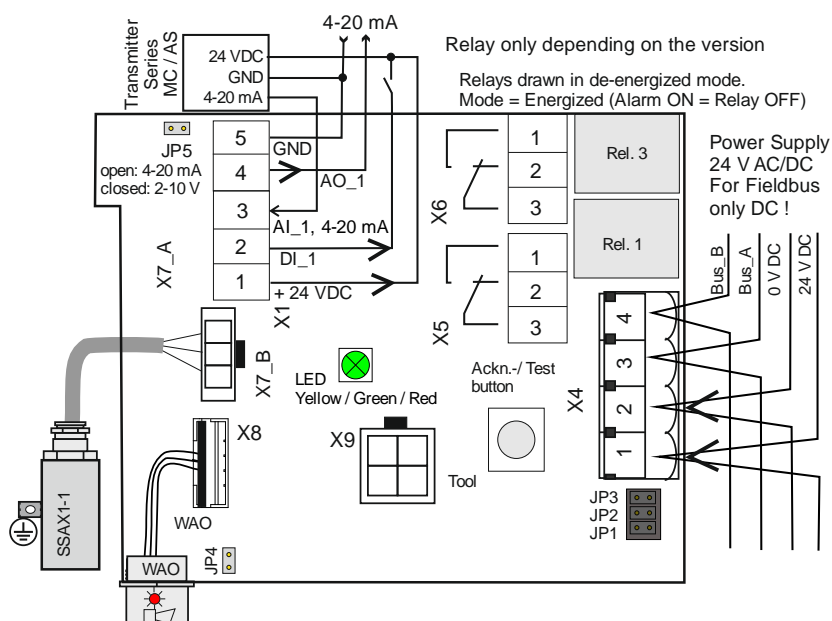 4-20 mA
Transmitter
Series
MC / AS
24 VDC
GND
4-20 mA
Relay only depending on the version
Relays drawn in de-energized mode.
Mode = Energized (Alarm ON = Relay OFF)
JP5
open: 4-20 mA
closed: 2-10 V
5
4
3
2
1
GND
AO_1
AI_1, 4-20 mA
DI_1
+ 24 VDC
X7_A
X1
X6
1
2
3
Rel. 3
X5
1
2
3
Rel. 1
Power Supply
24 V AC/DC
For Fieldbus
only DC !
Bus_B
Bus_A
0 V DC
24 V DC
X4
4
3
2
1
X7_B
LED
Yellow / Green / Red
Ackn.-/ Test
button
X8
WAO
X9
Tool
JP3
JP2
JP1
SSAX1-1
JP4
WAO